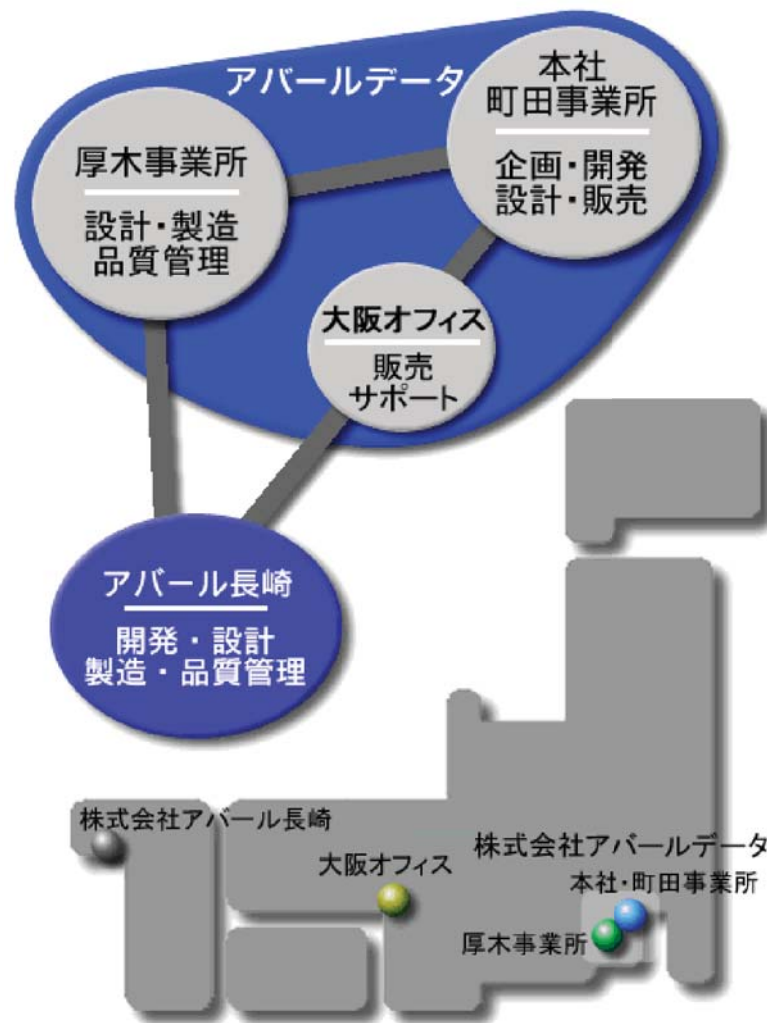 アバールデータ
本社
町田事業所
企画・開発
設計・販売
厚木事業所
設計・製造
品質管理
大阪オフィス
販売
サポート
アバール長崎
開発・設計
製造・品質管理
株式会社アバール長崎
大阪オフィス
株式会社アバールデータ
本社・町田事業所
厚木事業所